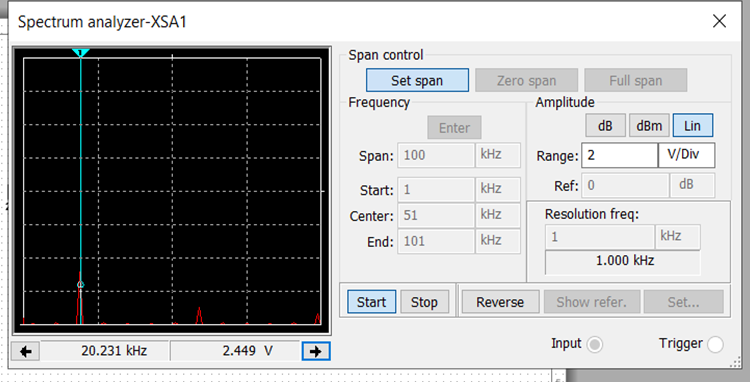 Spectrum analyzer-XSA1
1
Span control
Set span Zero span Full span
Frequency
Enter
Span: 100 kHz
Start: 1 kHz
Center: 51 kHz
End: 101 kHz
Amplitude
dB dBm Lin
Range: 2 V/Div
Ref: 0 dB
Resolution freq:
1 kHz
1.000 kHz
Start Stop Reverse Show refer. Set...
20.231 kHz 2.449 V
Input Trigger